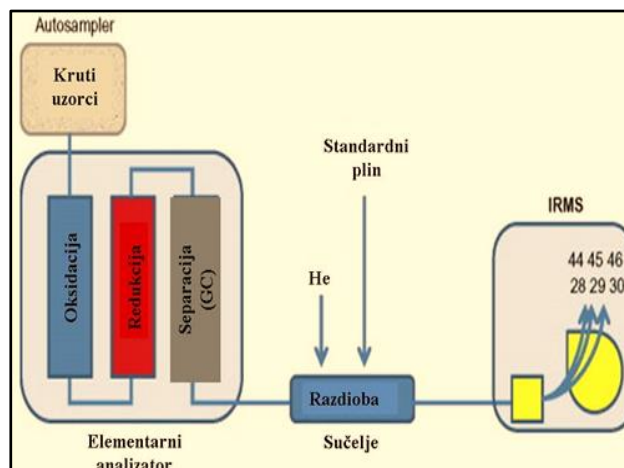 Autosampler
Kruti
uzorci
Oksidacija
Redukcija
Separacija
(GC)
Elementarni
analizator
He
Standardni
plin
Razdioba
Sučelje
IRMS
44 45 46
28 29 30